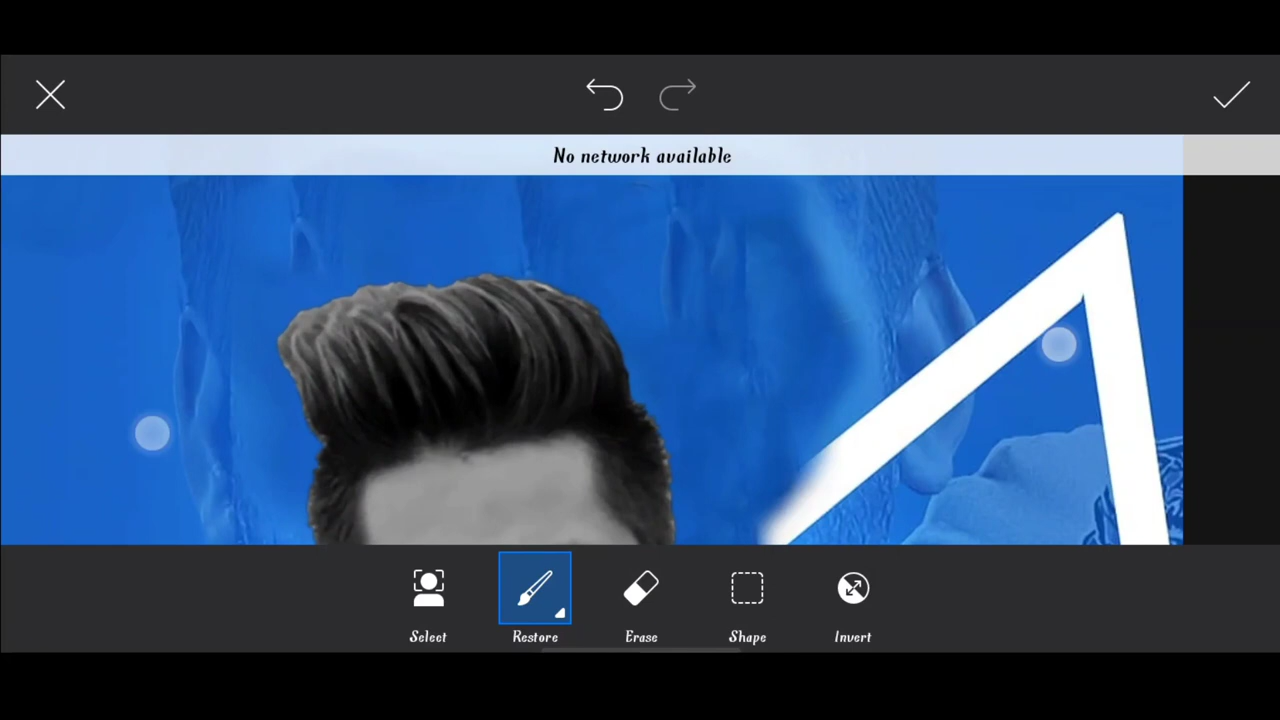 No network available
Select
Restore
Erase
Shape
Invert